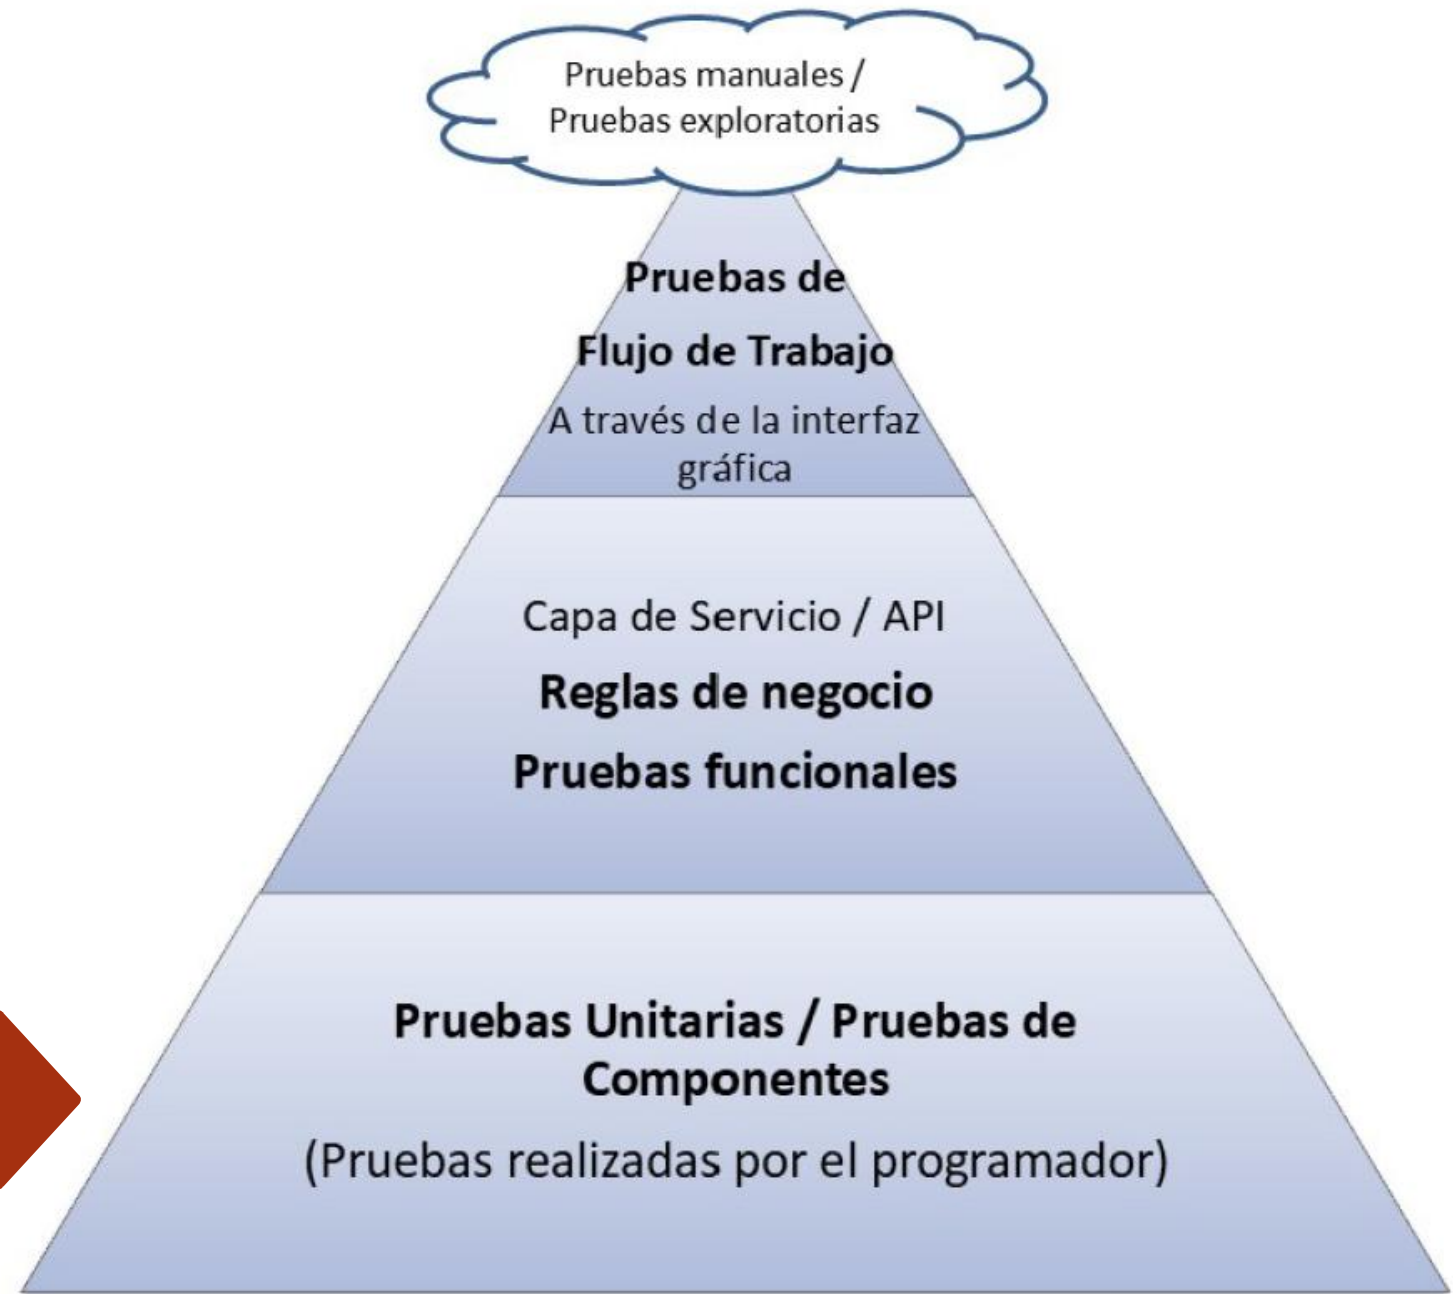 Pruebas manuales /
Pruebas exploratorias
Pruebas de
Flujo de Trabajo
A través de la interfaz
gráfica
Capa de Servicio / API
Reglas de negocio
Pruebas funcionales
Pruebas Unitarias / Pruebas de
Componentes
(Pruebas realizadas por el programador)